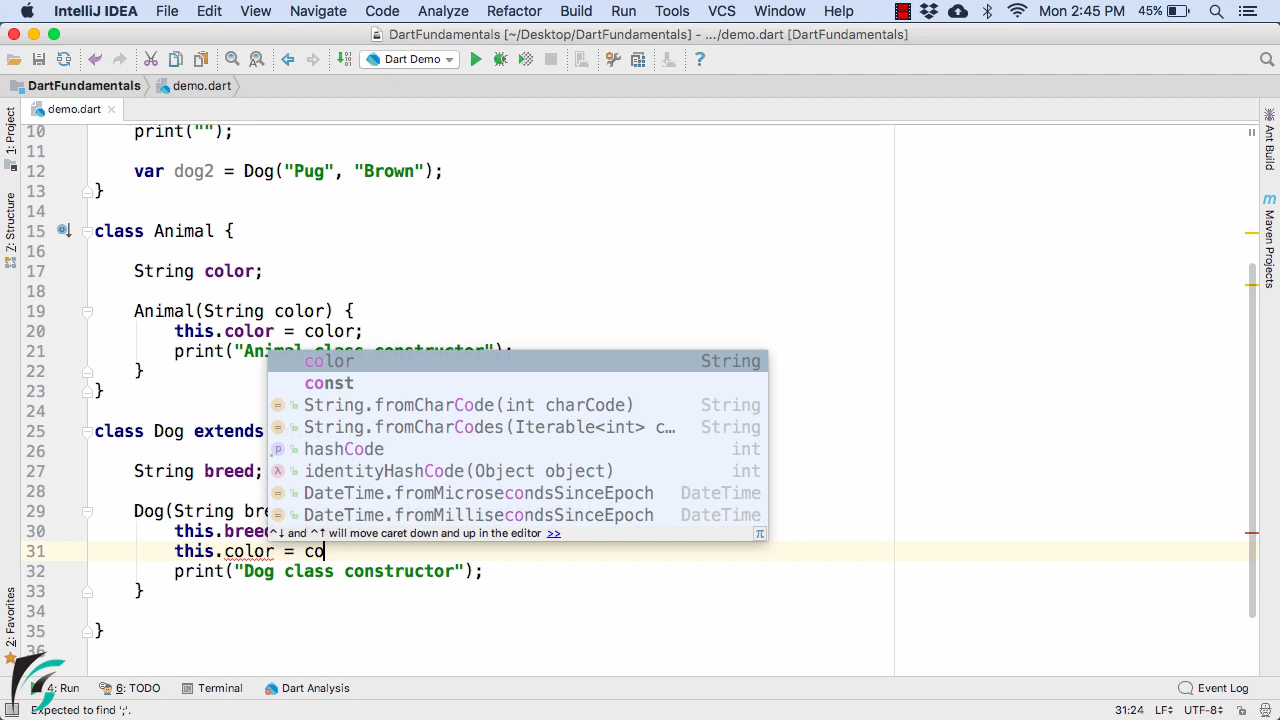 IntelliJ IDEA File Edit View Navigate Code Analyze Refactor Build Run Tools VCS Window Help Mon 2:45 PM 45%
DartFundamentals [~/Desktop/DartFundamentals] - .../demo.dart [DartFundamentals]
Dart Demo
DartFundamentals demo.dart
demo.dart
1: Project
7: Structure
2: Favorites
10 print("");
11
12 var dog2 = Dog("Pug", "Brown");
13 }
14
15 class Animal {
16
17 String color;
18
19 Animal(String color) {
20 this.color = color;
21 print("Animal class constructor");
22 }
23 }
24
25 class Dog extends
26
27 String breed;
28
29 Dog(String bre
30 this.breed
31 this.color = co
32 print("Dog class constructor");
33 }
34
35 }
36
color String
const
String.fromCharCode(int charCode) String
String.fromCharCodes(Iterable<int> c... String
hashCode int
identityHashCode(Object object) int
DateTime.fromMicrosecondsSinceEpoch DateTime
DateTime.fromMillisecondsSinceEpoch DateTime
^↓ and ^↑ will move caret down and up in the editor >> π
Ant Build
m Maven Projects
4: Run 6: TODO Terminal Dart Analysis Event Log
Expected to find ';'. 31:24 LF UTF-8